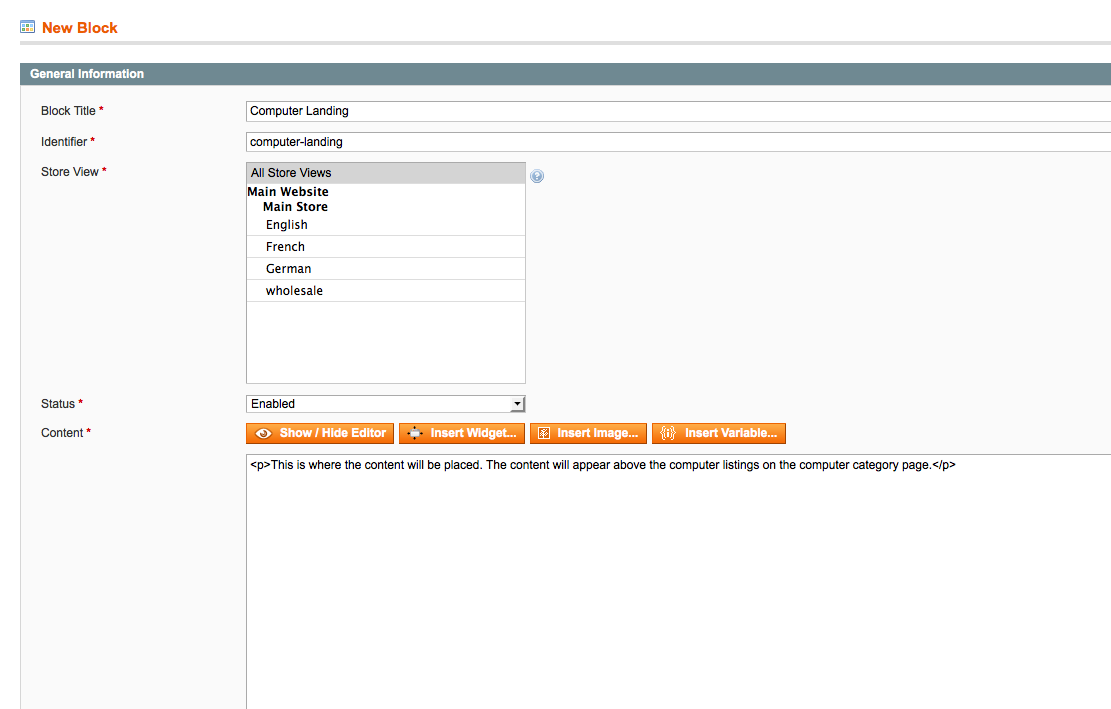 New Block
General Information
Block Title *
Computer Landing
Identifier *
computer-landing
Store View *
All Store Views
Main Website
Main Store
English
French
German
wholesale
Status *
Enabled
Content *
Show / Hide Editor Insert Widget... Insert Image... Insert Variable...
<p>This is where the content will be placed. The content will appear above the computer listings on the computer category page.</p>